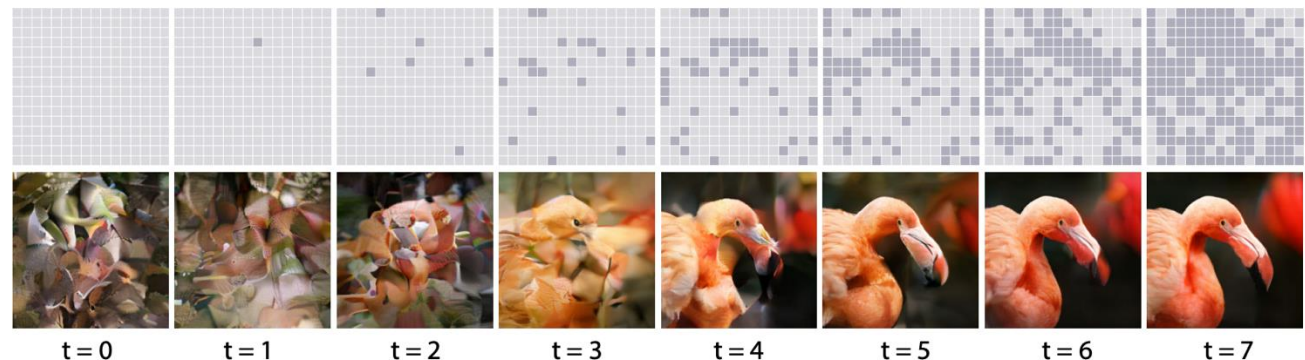 t = 0 t = 1 t = 2 t = 3 t = 4 t = 5 t = 6 t = 7